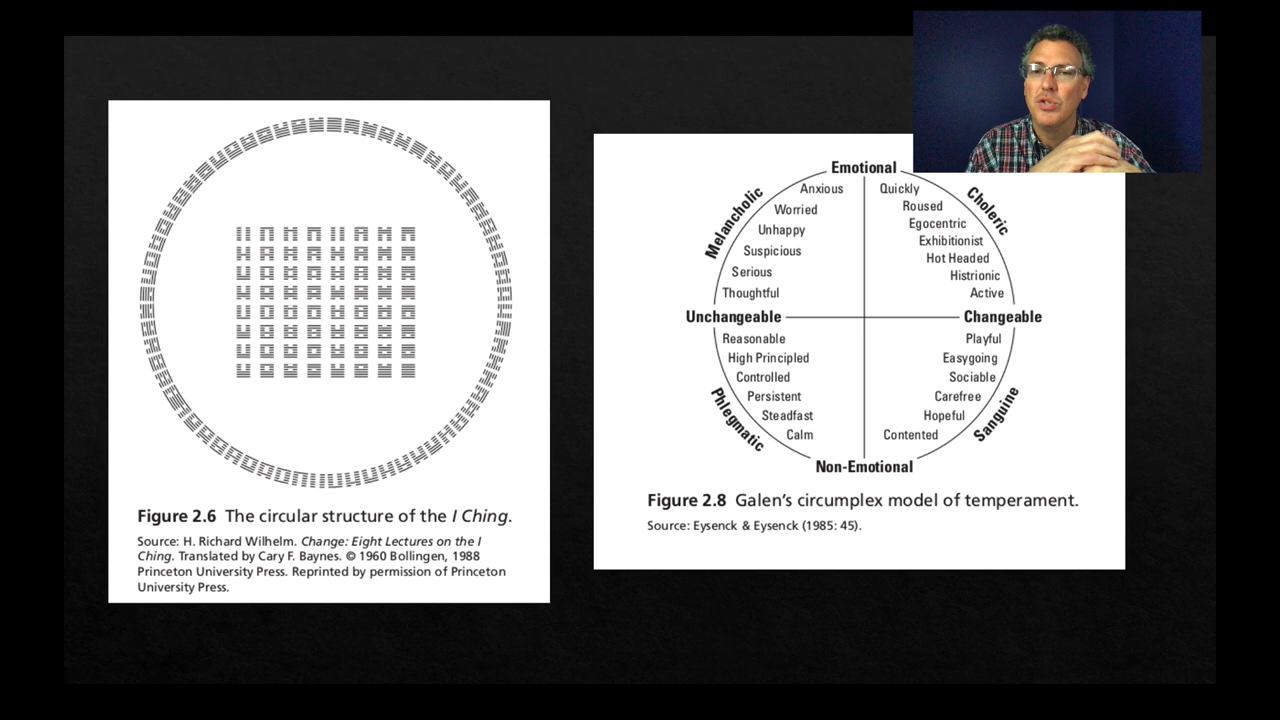 Figure 2.6 The circular structure of the I Ching.
Source: H. Richard Wilhelm. Change: Eight Lectures on the I
Ching. Translated by Cary F. Baynes. © 1960 Bollingen, 1988
Princeton University Press. Reprinted by permission of Princeton
University Press.
Emotional
Melancholic
Anxious
Worried
Unhappy
Suspicious
Serious
Thoughtful
Choleric
Quickly
Roused
Egocentric
Exhibitionist
Hot Headed
Histrionic
Active
Unchangeable
Changeable
Reasonable
High Principled
Controlled
Persistent
Steadfast
Calm
Phlegmatic
Playful
Easygoing
Sociable
Carefree
Hopeful
Contented
Sanguine
Non-Emotional
Figure 2.8 Galen's circumplex model of temperament.
Source: Eysenck & Eysenck (1985: 45).